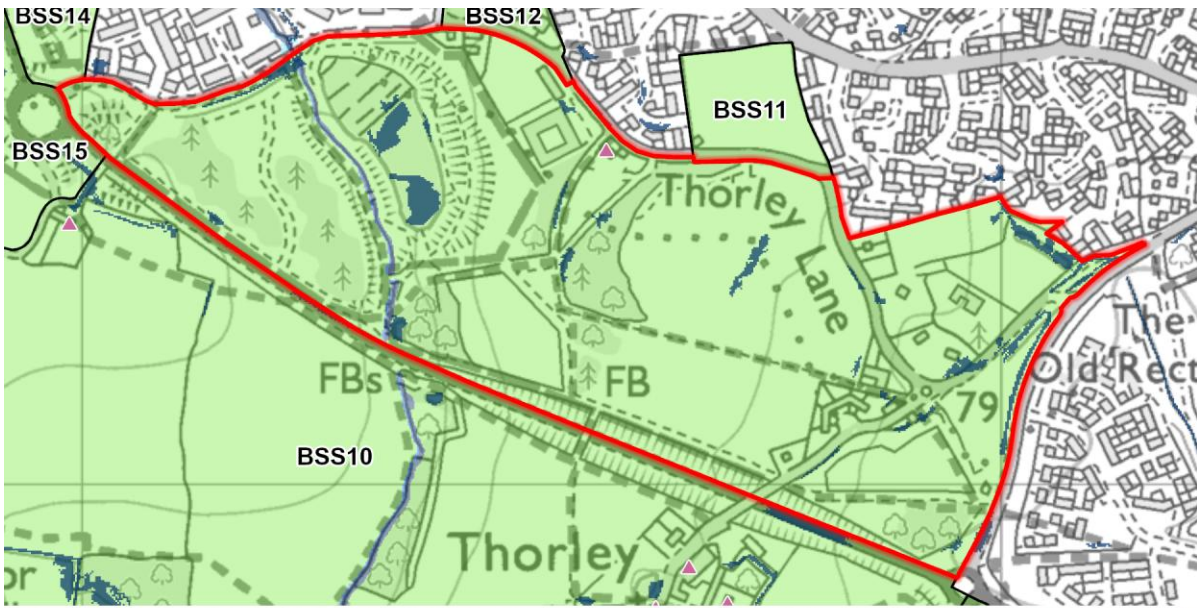 BSS14
BSS12
BSS11
BSS15
Thorley
Lane
The
Old Rect
FBs
FB
79
BSS10
Thorley
or